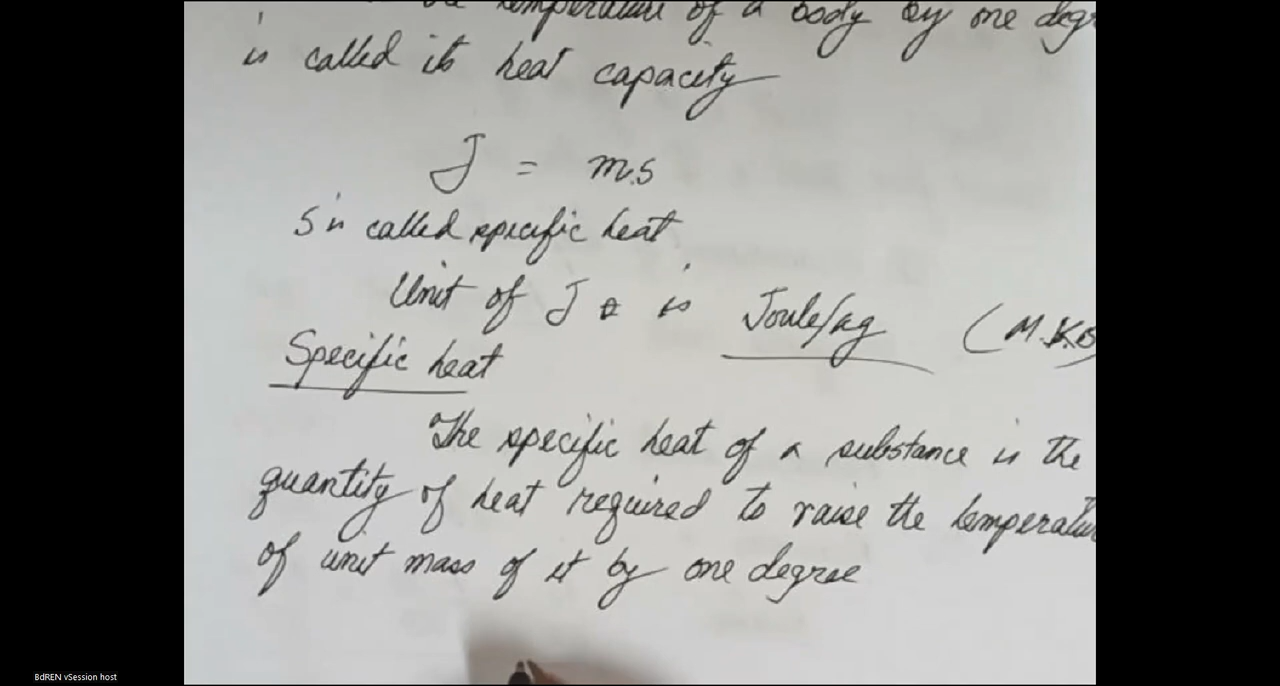 temperature of a body by one degr
is called its heat capacity
J = m.s
S is called specific heat
Unit of J is Joule/kg (M.K.S
Specific heat
The specific heat of a substance is the
quantity of heat required to raise the temperatur
of unit mass of it by one degree
BdREN vSession host